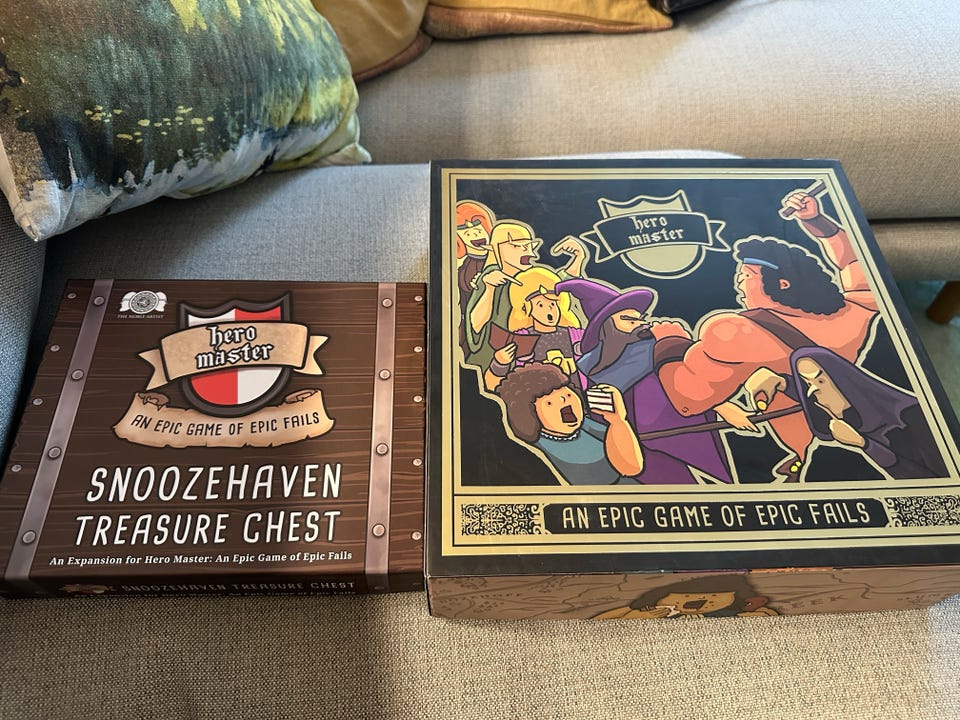 THE NOBLE ARTIST
hero
master
AN EPIC GAME OF EPIC FAILS
SNOOZEHAVEN
TREASURE CHEST
An Expansion for Hero Master: An Epic Game of Epic Fails
SNOOZEHAVEN TREASURE CHEST
hero
master
AN EPIC GAME OF EPIC FAILS